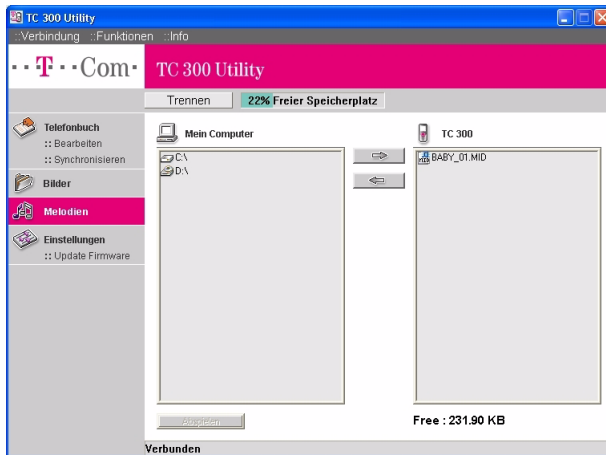 TC 300 Utility
::Verbindung ::Funktionen ::Info
··T··Com· TC 300 Utility
Trennen 22% Freier Speicherplatz
Telefonbuch
:: Bearbeiten
:: Synchronisieren
Bilder
Melodien
Einstellungen
:: Update Firmware
Mein Computer
C:\
D:\
TC 300
BABY_01.MID
Abspielen
Free : 231.90 KB
Verbunden